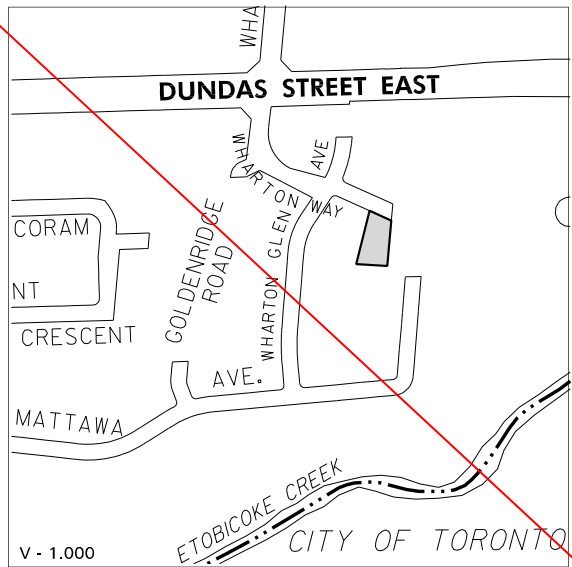 WHA
DUNDAS STREET EAST
WHARTON WAY
AVE
WHARTON GLEN
GOLDENRIDGE
ROAD
CORAM
NT
CRESCENT
AVE.
MATTAWA
ETOBICOKE CREEK
CITY OF TORONTO
V - 1.000